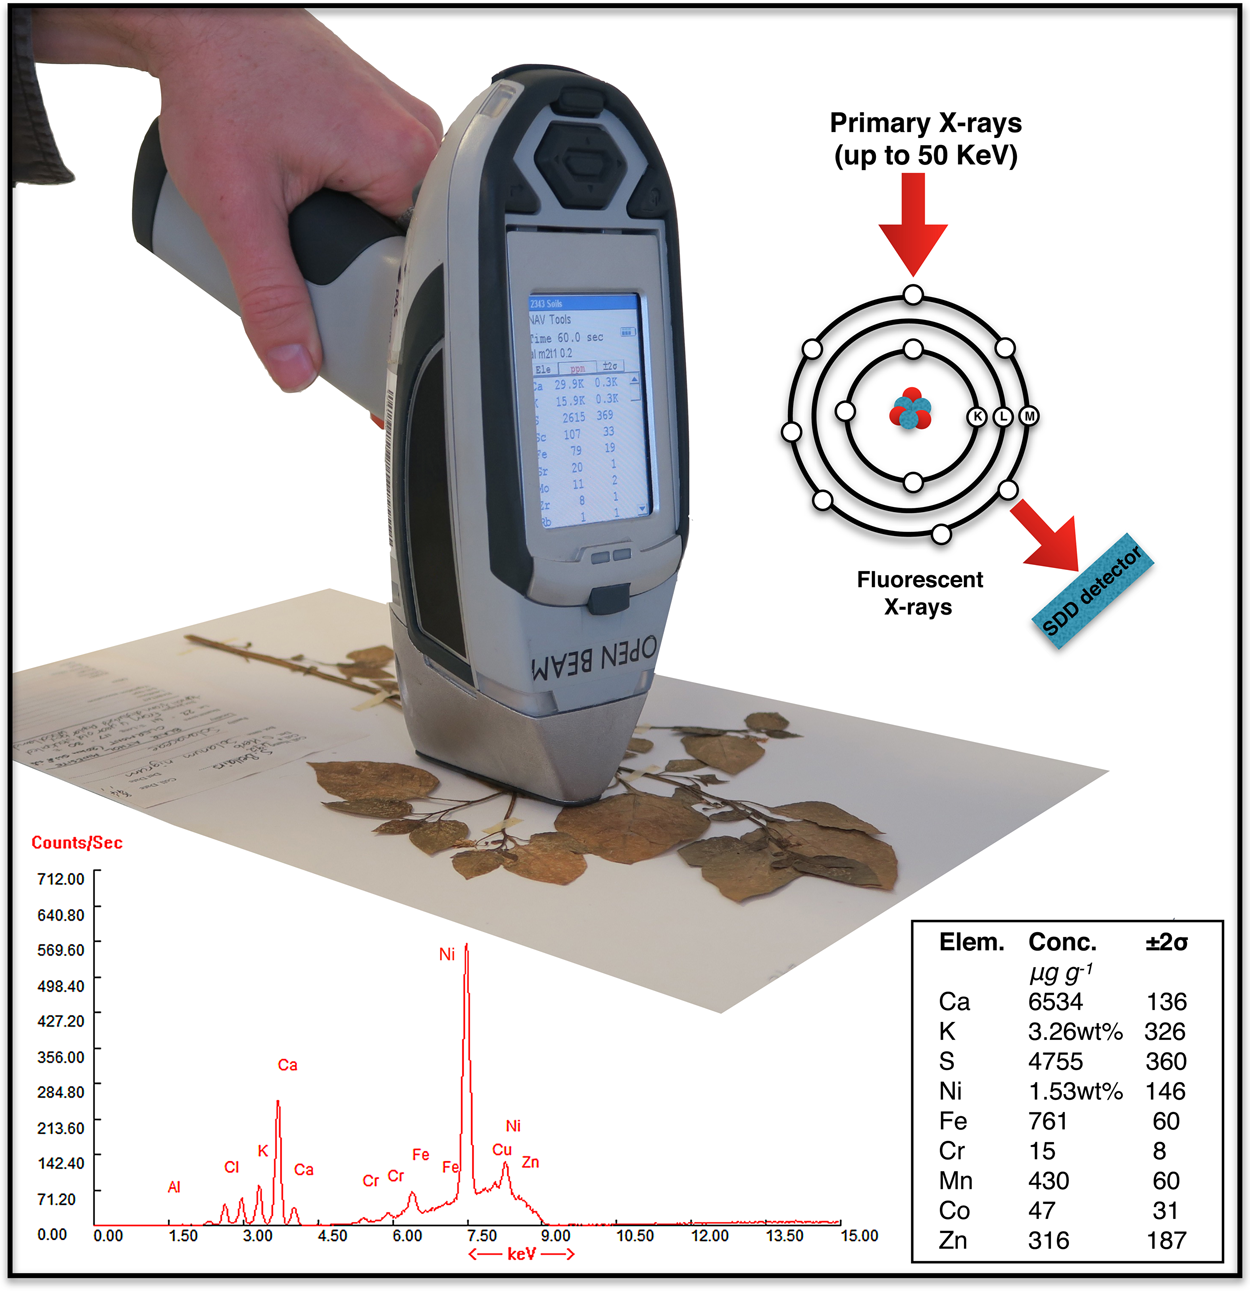 Primary X-rays
(up to 50 KeV)
2343 Soils
NAV Tools
Time 60.0 sec
m2t1 0.2
Ele ppm ±2σ
Ca 29.9K 0.3K
K 15.9K 0.3K
S 2615 369
Sc 107 33
Fe 79 19
Sr 20 1
Mo 11 2
Zr 8 1
Rb 1 1
K L M
SDD detector
Fluorescent
X-rays
OPEN BEAM
Solanum nigrum
Counts/Sec
712.00
640.80
569.60
498.40
427.20
356.00
284.80
213.60
142.40
71.20
0.00
Ni
Ca
Ni
K
Fe
Cu
Cl
Ca
Cr
Cr
Fe
Zn
Al
0.00 1.50 3.00 4.50 6.00 7.50 9.00 10.50 12.00 13.50 15.00
keV
Elem. Conc. ±2σ
µg g-1
Ca 6534 136
K 3.26wt% 326
S 4755 360
Ni 1.53wt% 146
Fe 761 60
Cr 15 8
Mn 430 60
Co 47 31
Zn 316 187